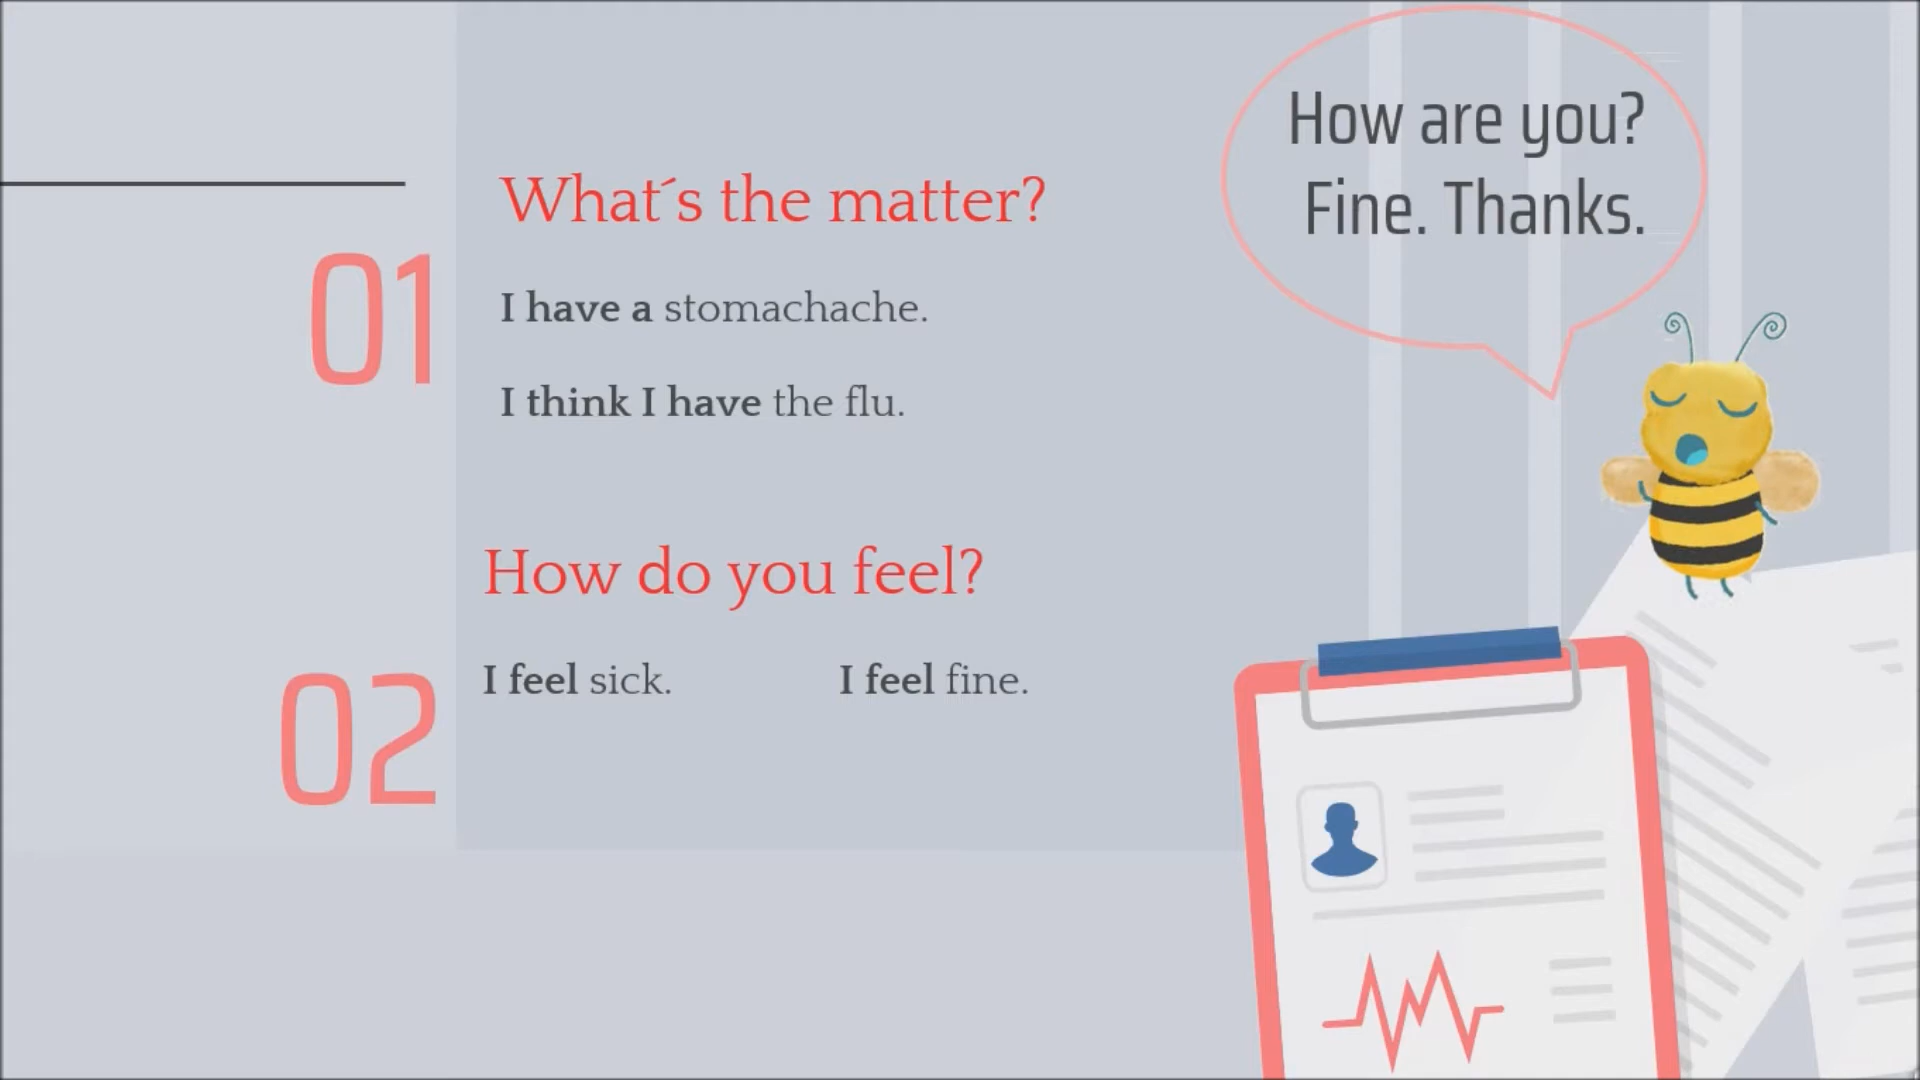 01
What´s the matter?
I have a stomachache.
I think I have the flu.
02
How do you feel?
I feel sick. I feel fine.
How are you?
Fine. Thanks.